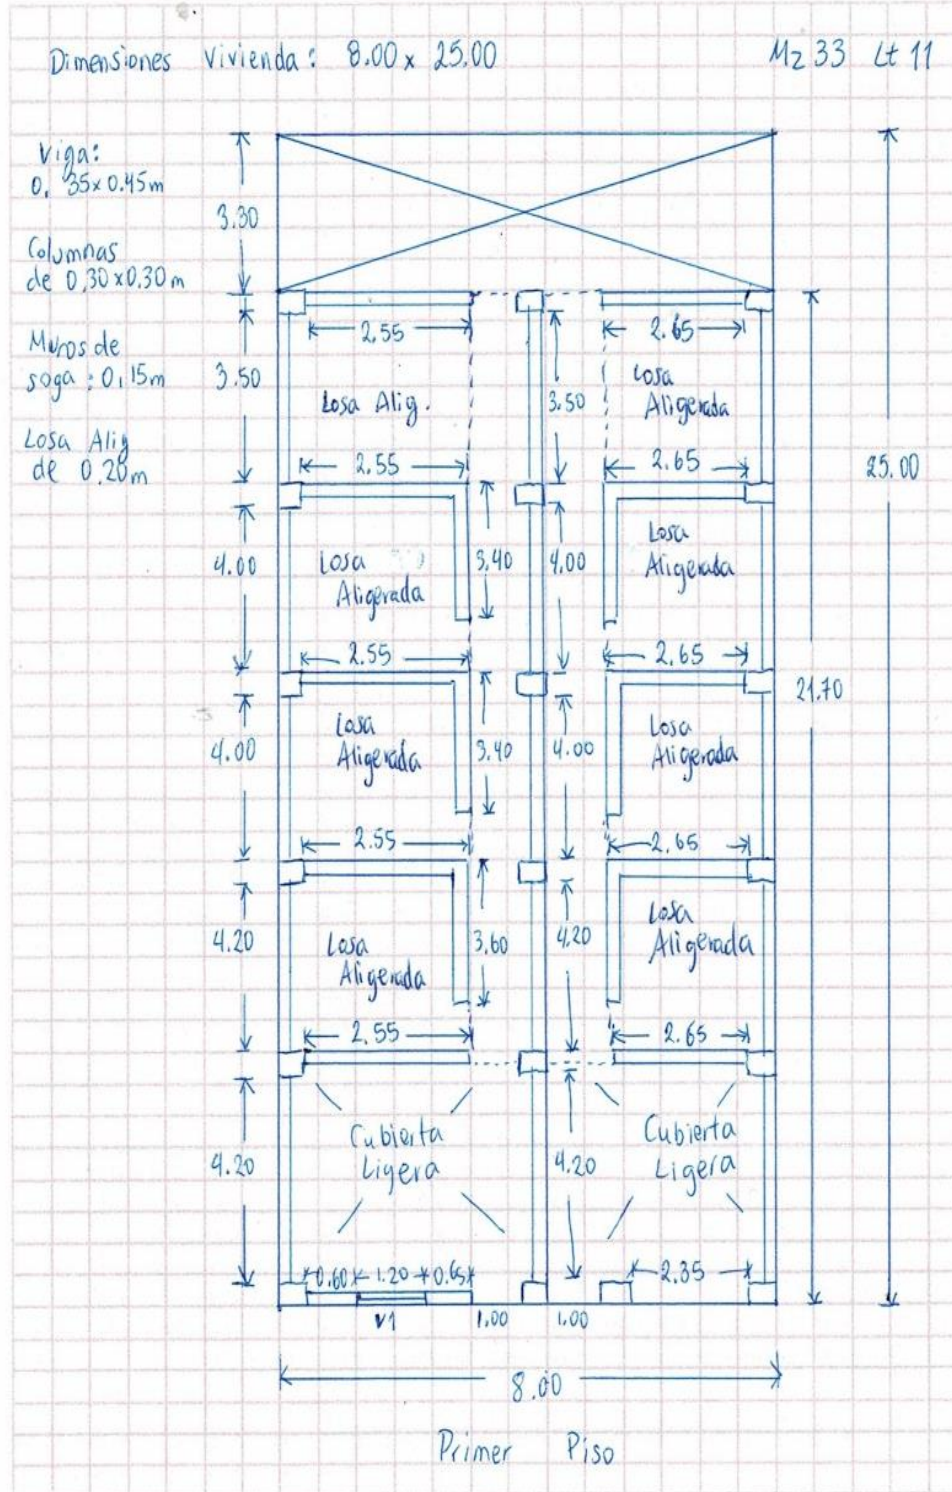 Dimensiones Vivienda: 8.00 x 25.00
Mz 33 Lt 11
Viga:
0. 35x0.45m
Columnas
de 0,30x0.30m
Muros de
soga : 0,15m
Losa Alig
de 0.20m
3.30
2.55
2.65
3.50
Losa Alig.
3.50
Losa
Aligerada
25.00
2.55
2.65
4.00
Losa
Aligerada
3.40
4.00
Losa
Aligerada
2.55
2.65
21.70
4.00
Losa
Aligerada
3.40
4.00
Losa
Aligerada
2.55
2.65
4.20
Losa
Aligerada
3.60
4.20
Losa
Aligerada
2.55
2.65
4.20
Cubierta
Ligera
4.20
Cubierta
Ligera
0.60 1.20 0.65
2.35
V1
1.00
1.00
8.00
Primer Piso